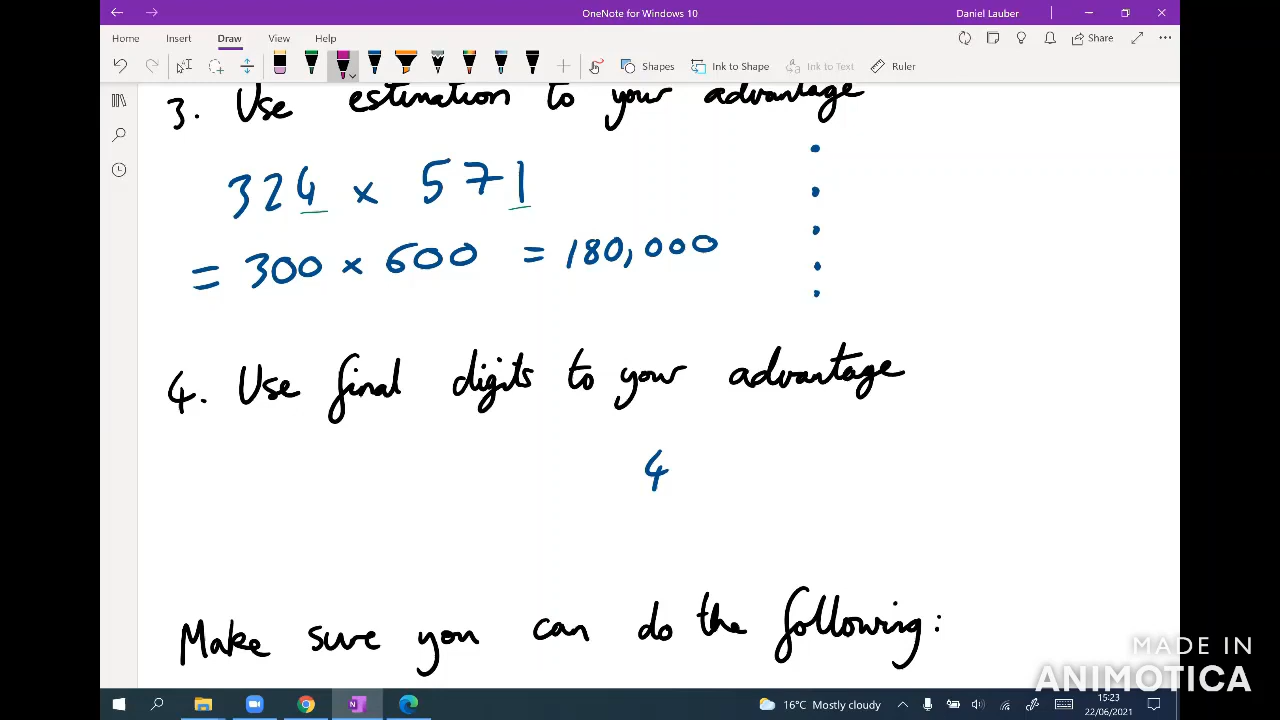 OneNote for Windows 10
Daniel Lauber
Home Insert Draw View Help
Share
Shapes
Ink to Shape
Ink to Text
Ruler
3. Use estimation to your advantage
324 × 571
= 300 × 600 = 180,000
4. Use final digits to your advantage
4
Make sure you can do the following:
MADE IN
ANIMOTICA
16°C Mostly cloudy
15:23
22/06/2021